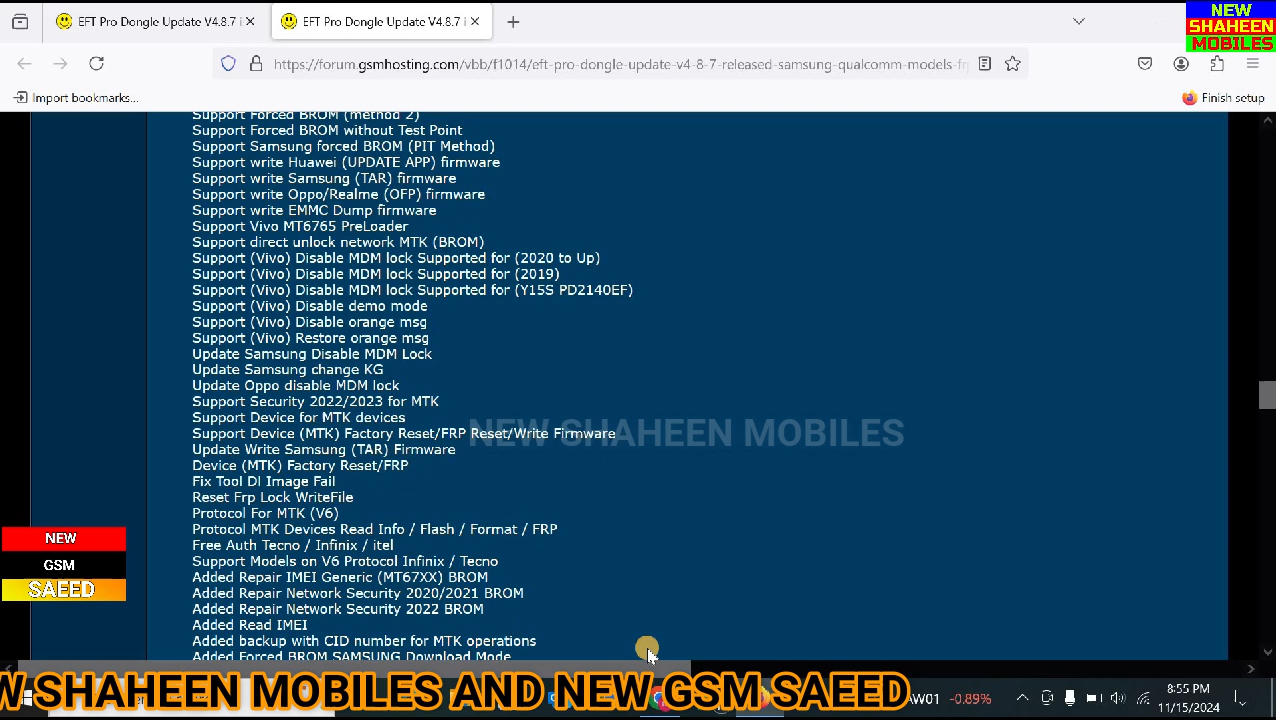 EFT Pro Dongle Update V4.8.7 i
EFT Pro Dongle Update V4.8.7 i
NEW
SHAHEEN
MOBILES
https://forum.gsmhosting.com/vbb/f1014/eft-pro-dongle-update-v4-8-7-released-samsung-qualcomm-models-fr
Import bookmarks...
Finish setup
Support Forced BROM (method 2)
Support Forced BROM without Test Point
Support Samsung forced BROM (PIT Method)
Support write Huawei (UPDATE APP) firmware
Support write Samsung (TAR) firmware
Support write Oppo/Realme (OFP) firmware
Support write EMMC Dump firmware
Support Vivo MT6765 PreLoader
Support direct unlock network MTK (BROM)
Support (Vivo) Disable MDM lock Supported for (2020 to Up)
Support (Vivo) Disable MDM lock Supported for (2019)
Support (Vivo) Disable MDM lock Supported for (Y15S PD2140EF)
Support (Vivo) Disable demo mode
Support (Vivo) Disable orange msg
Support (Vivo) Restore orange msg
Update Samsung Disable MDM Lock
Update Samsung change KG
Update Oppo disable MDM lock
Support Security 2022/2023 for MTK
Support Device for MTK devices
Support Device (MTK) Factory Reset/FRP Reset/Write Firmware
NEW SHAHEEN MOBILES
Update Write Samsung (TAR) Firmware
Device (MTK) Factory Reset/FRP
Fix Tool Dl Image Fail
Reset Frp Lock WriteFile
Protocol For MTK (V6)
Protocol MTK Devices Read Info / Flash / Format / FRP
Free Auth Tecno / Infinix / itel
Support Models on V6 Protocol Infinix / Tecno
Added Repair IMEI Generic (MT67XX) BROM
Added Repair Network Security 2020/2021 BROM
Added Repair Network Security 2022 BROM
Added Read IMEI
Added backup with CID number for MTK operations
Added Forced BROM SAMSUNG Download Mode
NEW
GSM
SAEED
W SHAHEEN MOBILES AND NEW GSM SAEED
AW01 -0.89%
8:55 PM
11/15/2024